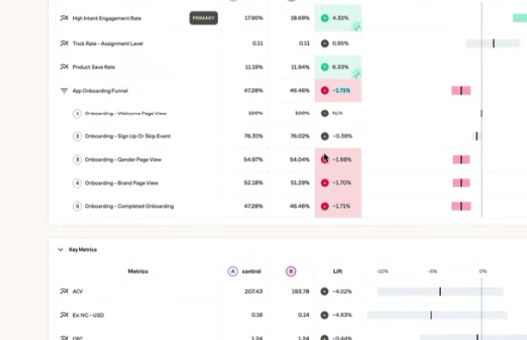 High Intent Engagement Rate PRIMARY 17.90% 18.69% 4.32%
Track Rate - Assignment Level 0.11 0.11 0.95%
Product Save Rate 11.19% 11.94% 6.33%
App Onboarding Funnel 47.28% 46.46% -1.71%
1 Onboarding - Welcome Page View 100% 100% N/A
2 Onboarding - Sign Up Or Skip Event 76.31% 76.02% -0.38%
3 Onboarding - Gender Page View 54.97% 54.04% -1.68%
4 Onboarding - Brand Page View 52.18% 51.29% -1.70%
5 Onboarding - Completed Onboarding 47.28% 46.46% -1.71%
Key Metrics
Metrics A control B Lift -10% -5% 0%
ACV 207.43 193.78 -4.02%
Ex NC - USD 0.16 0.14 -4.93%
1.24 1.24 -0.44%